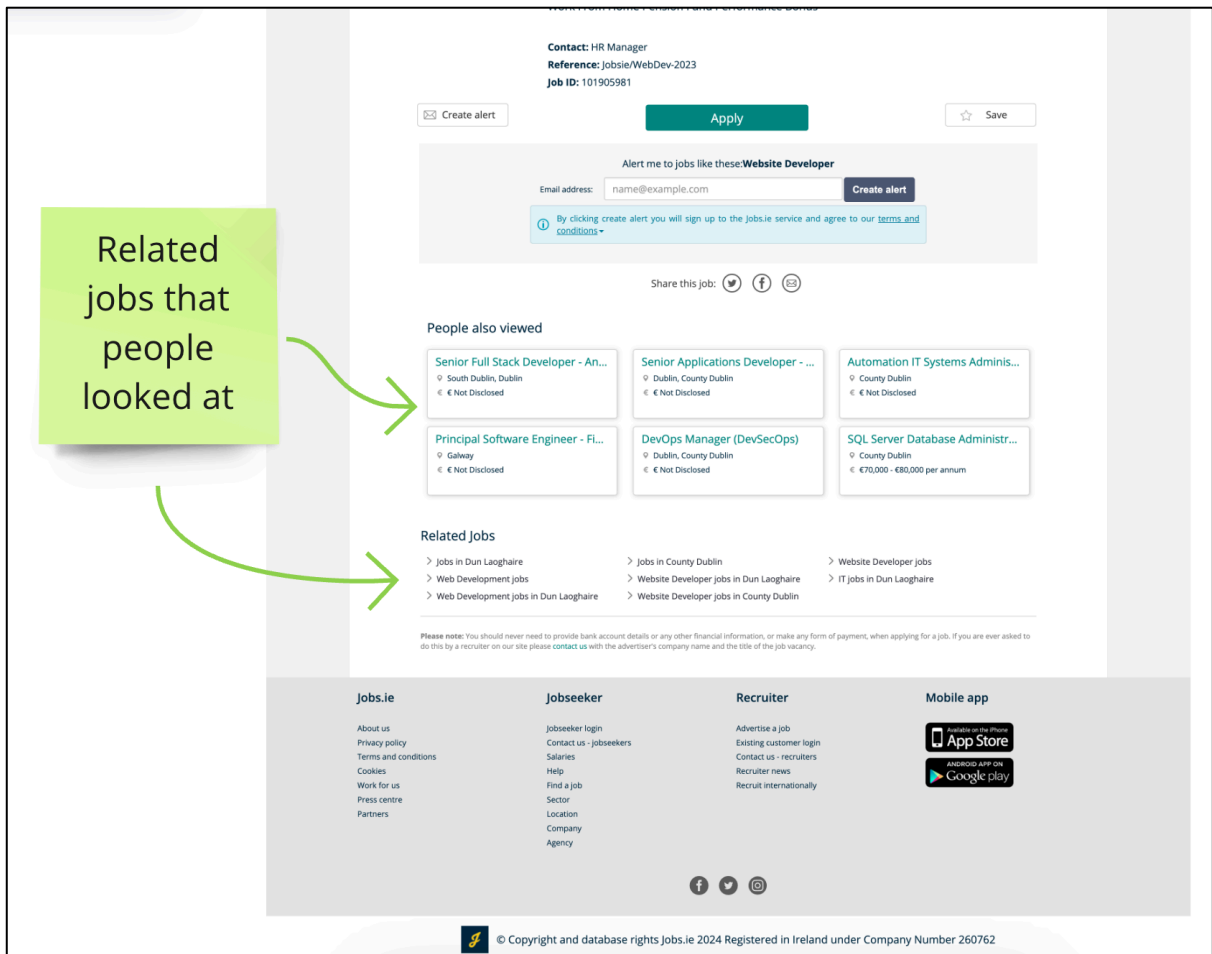 Work From Home Pension Fund Performance Bonus
Contact: HR Manager
Reference: Jobsie/WebDev-2023
Job ID: 101905981
Create alert
Apply
Save
Alert me to jobs like these:Website Developer
Email address:
name@example.com
Create alert
By clicking create alert you will sign up to the Jobs.ie service and agree to our terms and
conditions
Related
jobs that
people
looked at
Share this job:
People also viewed
Senior Full Stack Developer - An...
South Dublin, Dublin
€ € Not Disclosed
Senior Applications Developer - ...
Dublin, County Dublin
€ € Not Disclosed
Automation IT Systems Adminis...
County Dublin
€ € Not Disclosed
Principal Software Engineer - Fi...
Galway
€ € Not Disclosed
DevOps Manager (DevSecOps)
Dublin, County Dublin
€ € Not Disclosed
SQL Server Database Administr...
County Dublin
€ €70,000 - €80,000 per annum
Related Jobs
Jobs in Dun Laoghaire
Web Development jobs
Web Development jobs in Dun Laoghaire
Jobs in County Dublin
Website Developer jobs in Dun Laoghaire
Website Developer jobs in County Dublin
Website Developer jobs
IT jobs in Dun Laoghaire
Please note: You should never need to provide bank account details or any other financial information, or make any form of payment, when applying for a job. If you are ever asked to
do this by a recruiter on our site please contact us with the advertiser's company name and the title of the job vacancy.
Jobs.ie
About us
Privacy policy
Terms and conditions
Cookies
Work for us
Press centre
Partners
Jobseeker
Jobseeker login
Contact us - jobseekers
Salaries
Help
Find a job
Sector
Location
Company
Agency
Recruiter
Advertise a job
Existing customer login
Contact us - recruiters
Recruiter news
Recruit internationally
Mobile app
Available on the iPhone
App Store
ANDROID APP ON
Google play
© Copyright and database rights Jobs.ie 2024 Registered in Ireland under Company Number 260762